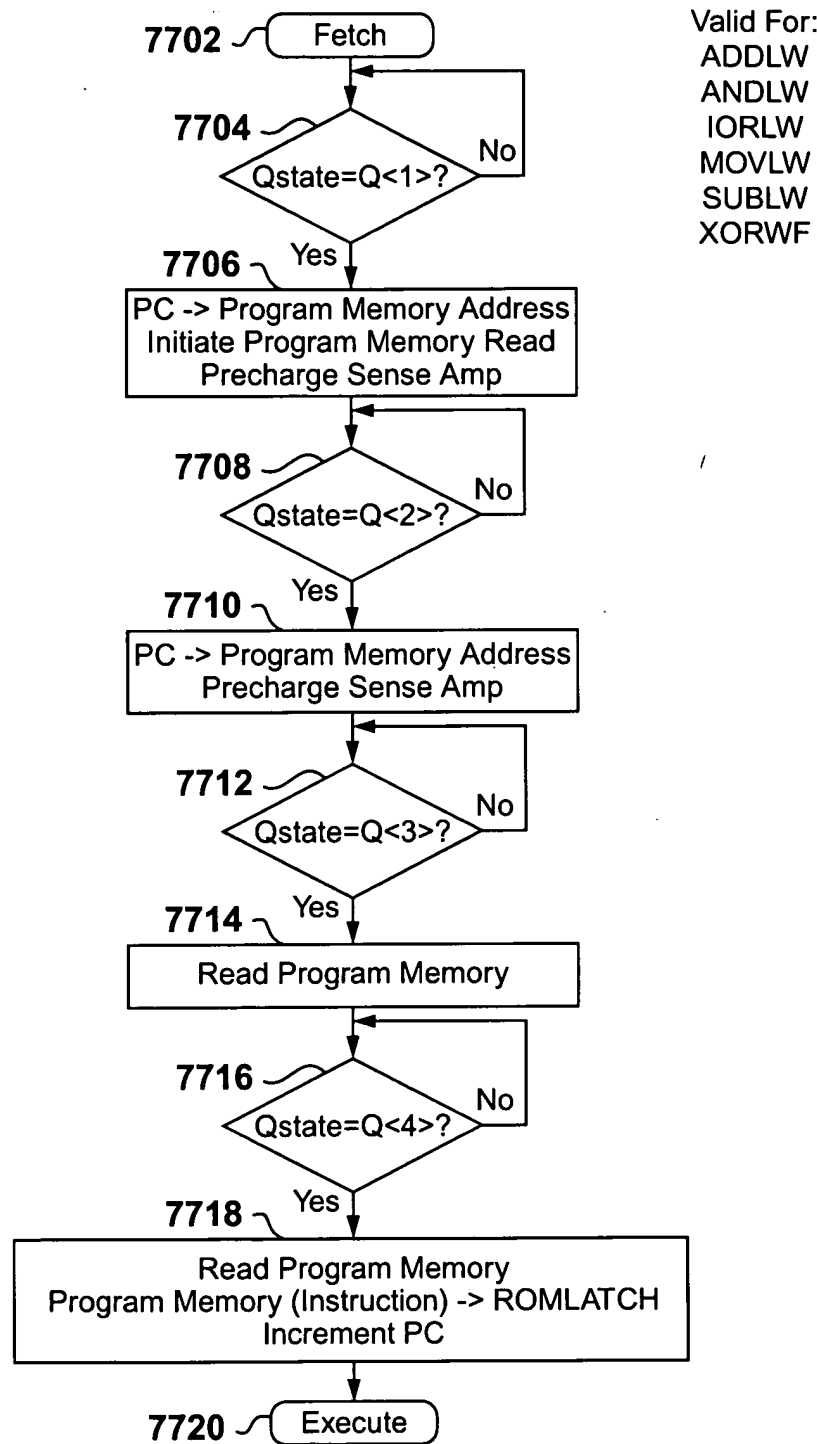 7702
Fetch
Valid For:
ADDLW
ANDLW
IORLW
MOVLW
SUBLW
XORWF
7704
Qstate=Q<1>?
No
Yes
7706
PC -> Program Memory Address
Initiate Program Memory Read
Precharge Sense Amp
7708
Qstate=Q<2>?
No
Yes
7710
PC -> Program Memory Address
Precharge Sense Amp
7712
Qstate=Q<3>?
No
Yes
7714
Read Program Memory
7716
Qstate=Q<4>?
No
Yes
7718
Read Program Memory
Program Memory (Instruction) -> ROMLATCH
Increment PC
7720
Execute